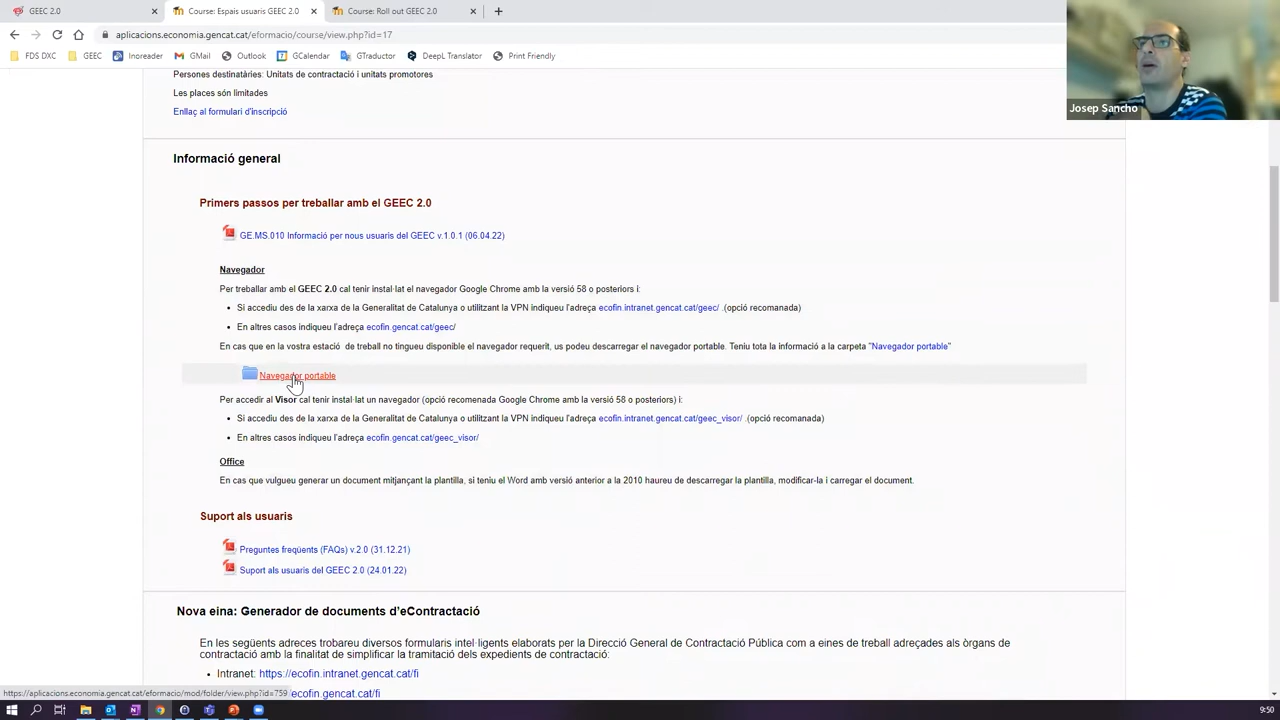 GEEC 2.0
Course: Espais usuaris GEEC 2.0
Course: Roll out GEEC 2.0
aplicacions.economia.gencat.cat/eformacio/course/view.php?id=17
FDS DXC
GEEC
Inoreader
GMail
Outlook
GCalendar
GTraductor
DeepL Translator
Print Friendly
Josep Sancho
Persones destinatàries: Unitats de contractació i unitats promotores
Les places són limitades
Enllaç al formulari d'inscripció
Informació general
Primers passos per treballar amb el GEEC 2.0
GE.MS.010 Informació per nous usuaris del GEEC v.1.0.1 (06.04.22)
Navegador
Per treballar amb el GEEC 2.0 cal tenir instal·lat el navegador Google Chrome amb la versió 58 o posteriors i:
• Si accediu des de la xarxa de la Generalitat de Catalunya o utilitzant la VPN indiqueu l'adreça ecofin.intranet.gencat.cat/geec/ .(opció recomanada)
• En altres casos indiqueu l'adreça ecofin.gencat.cat/geec/
En cas que en la vostra estació de treball no tingueu disponible el navegador requerit, us podeu descarregar el navegador portable. Teniu tota la informació a la carpeta "Navegador portable"
Navegador portable
Per accedir al Visor cal tenir instal·lat un navegador (opció recomenada Google Chrome amb la versió 58 o posteriors) i:
• Si accediu des de la xarxa de la Generalitat de Catalunya o utilitzant la VPN indiqueu l'adreça ecofin.intranet.gencat.cat/geec_visor/ .(opció recomanada)
• En altres casos indiqueu l'adreça ecofin.gencat.cat/geec_visor/
Office
En cas que vulgueu generar un document mitjançant la plantilla, si teniu el Word amb versió anterior a la 2010 haureu de descarregar la plantilla, modificar-la i carregar el document.
Suport als usuaris
Preguntes freqüents (FAQs) v.2.0 (31.12.21)
Suport als usuaris del GEEC 2.0 (24.01.22)
Nova eina: Generador de documents d'eContractació
En les següents adreces trobareu diversos formularis intel·ligents elaborats per la Direcció General de Contractació Pública com a eines de treball adreçades als òrgans de
contractació amb la finalitat de simplificar la tramitació dels expedients de contractació:
• Intranet: https://ecofin.intranet.gencat.cat/fi
ecofin.gencat.cat/fi
https://aplicacions.economia.gencat.cat/eformacio/mod/folder/view.php?id=759
9:50